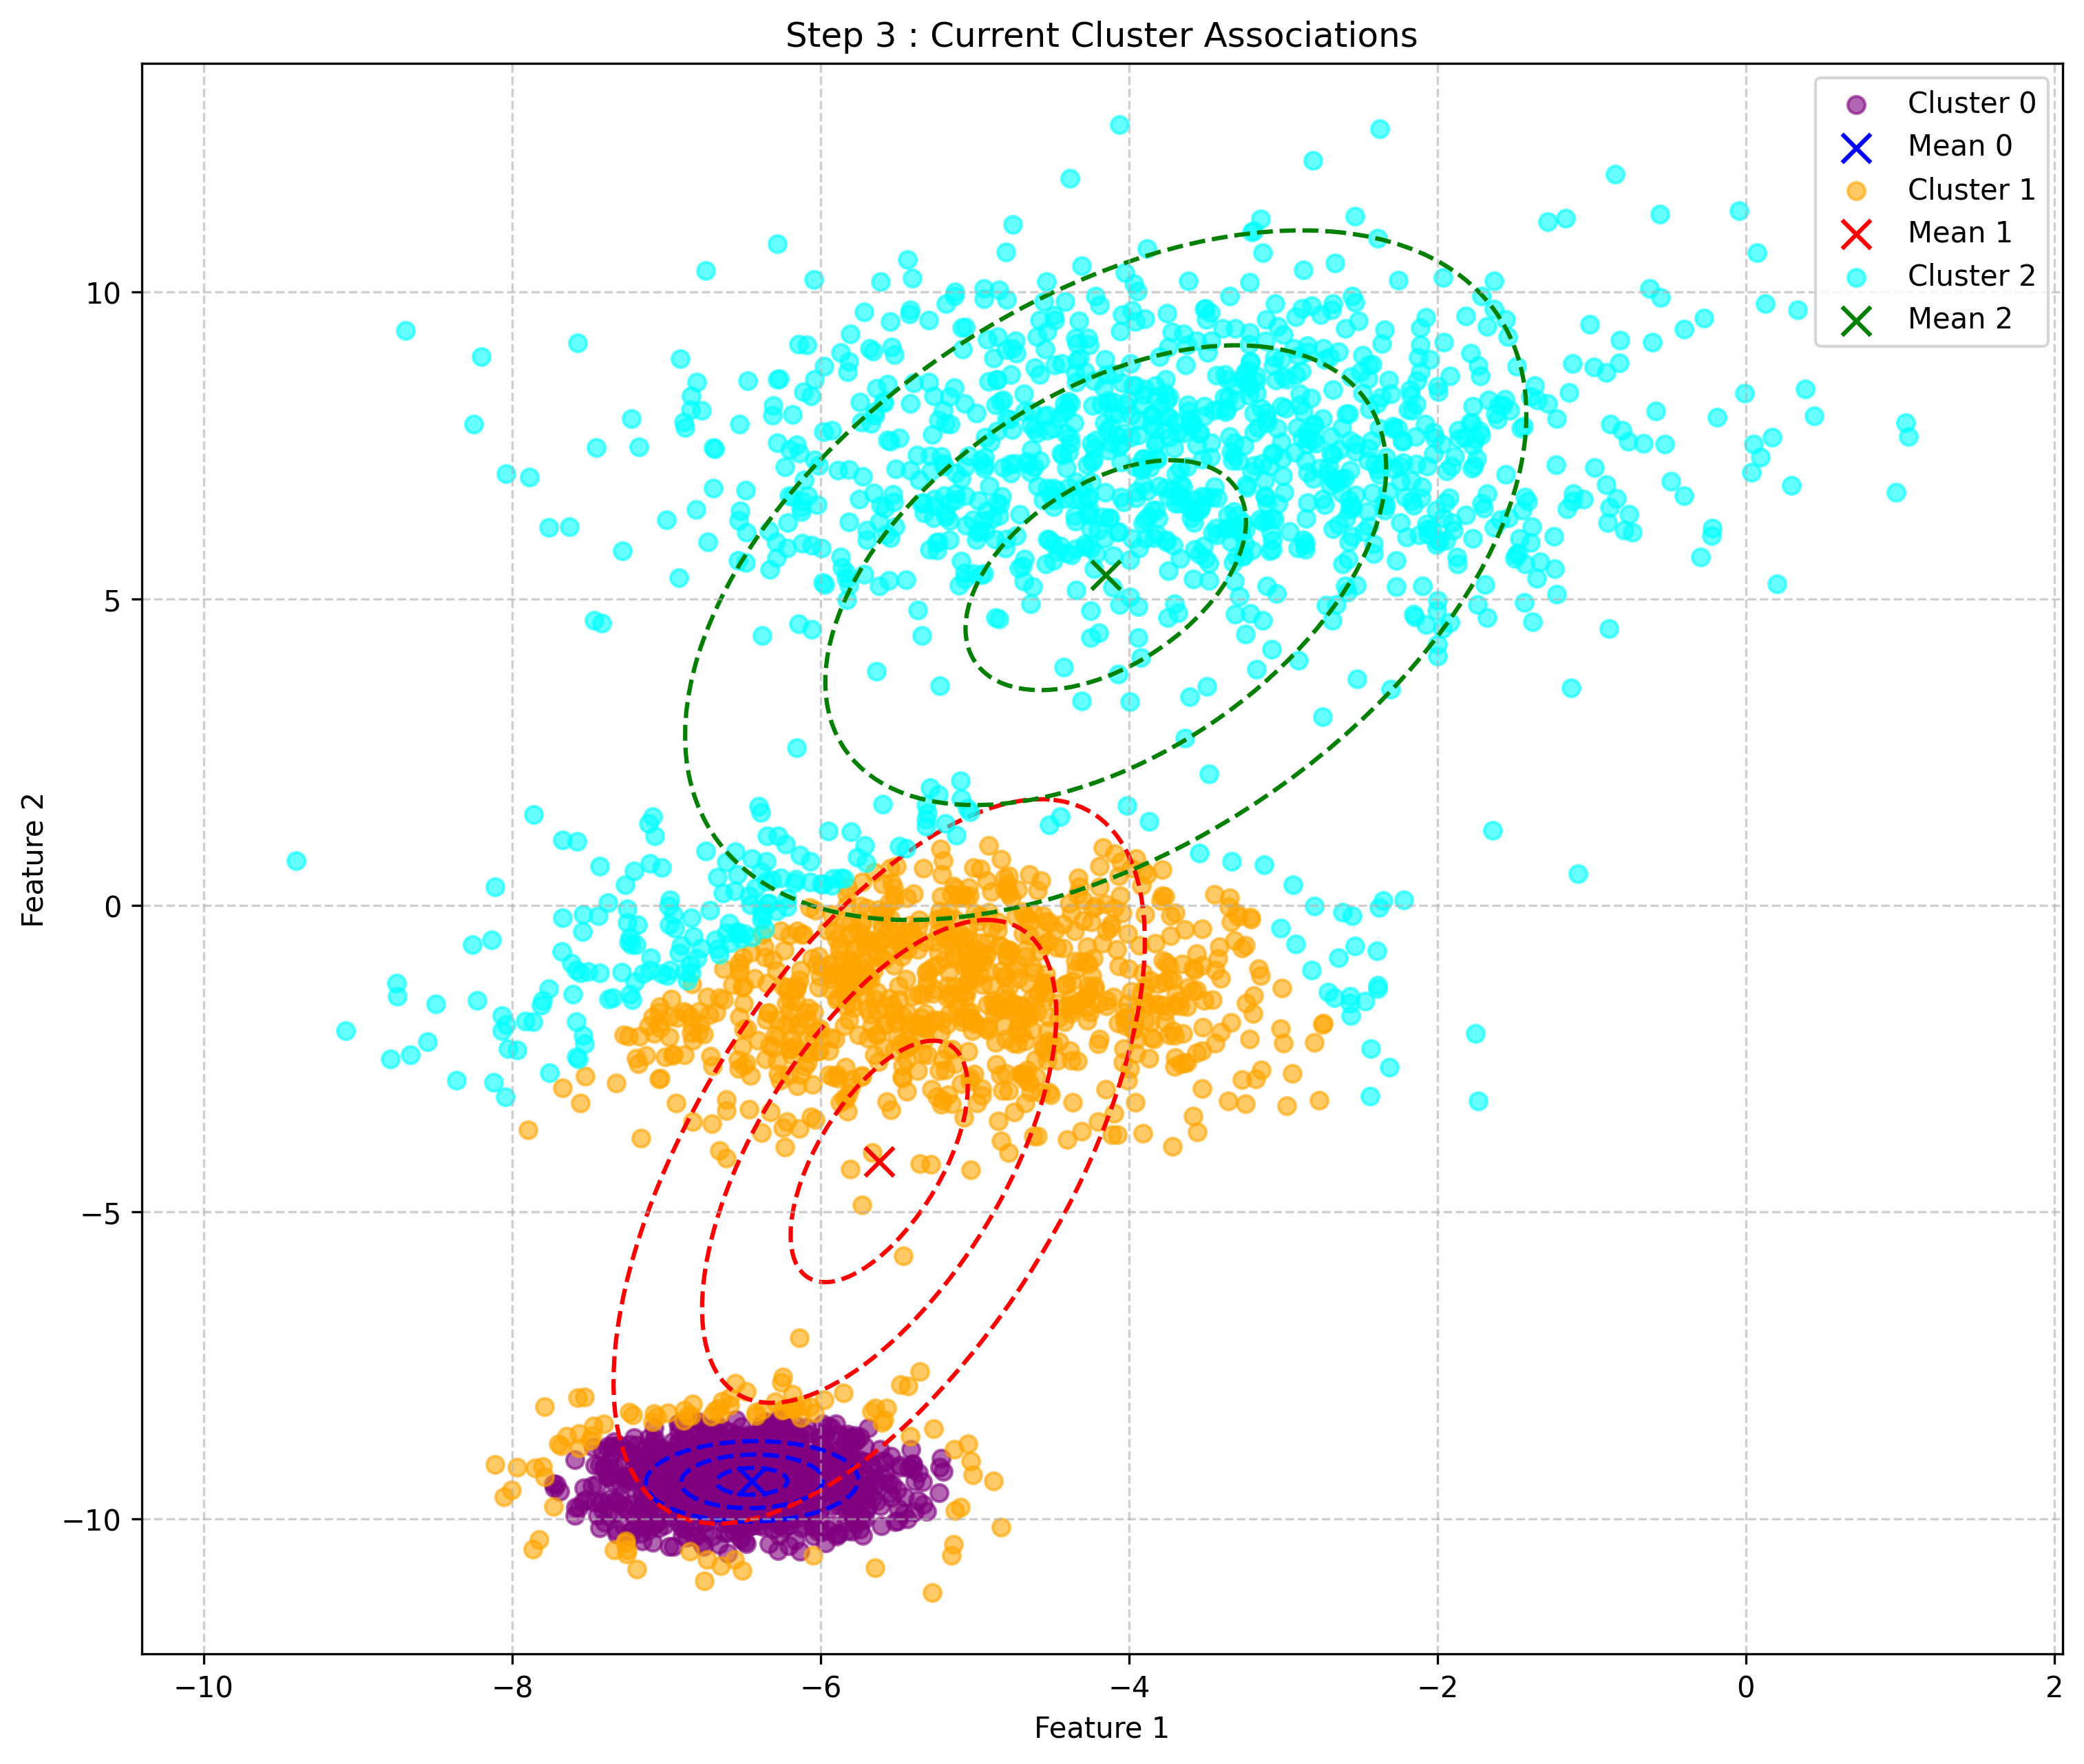 Step 3 : Current Cluster Associations
Cluster 0
Mean 0
Cluster 1
Mean 1
Cluster 2
Mean 2
10
5
0
−5
−10
Feature 2
−10
−8
−6
−4
−2
0
2
Feature 1